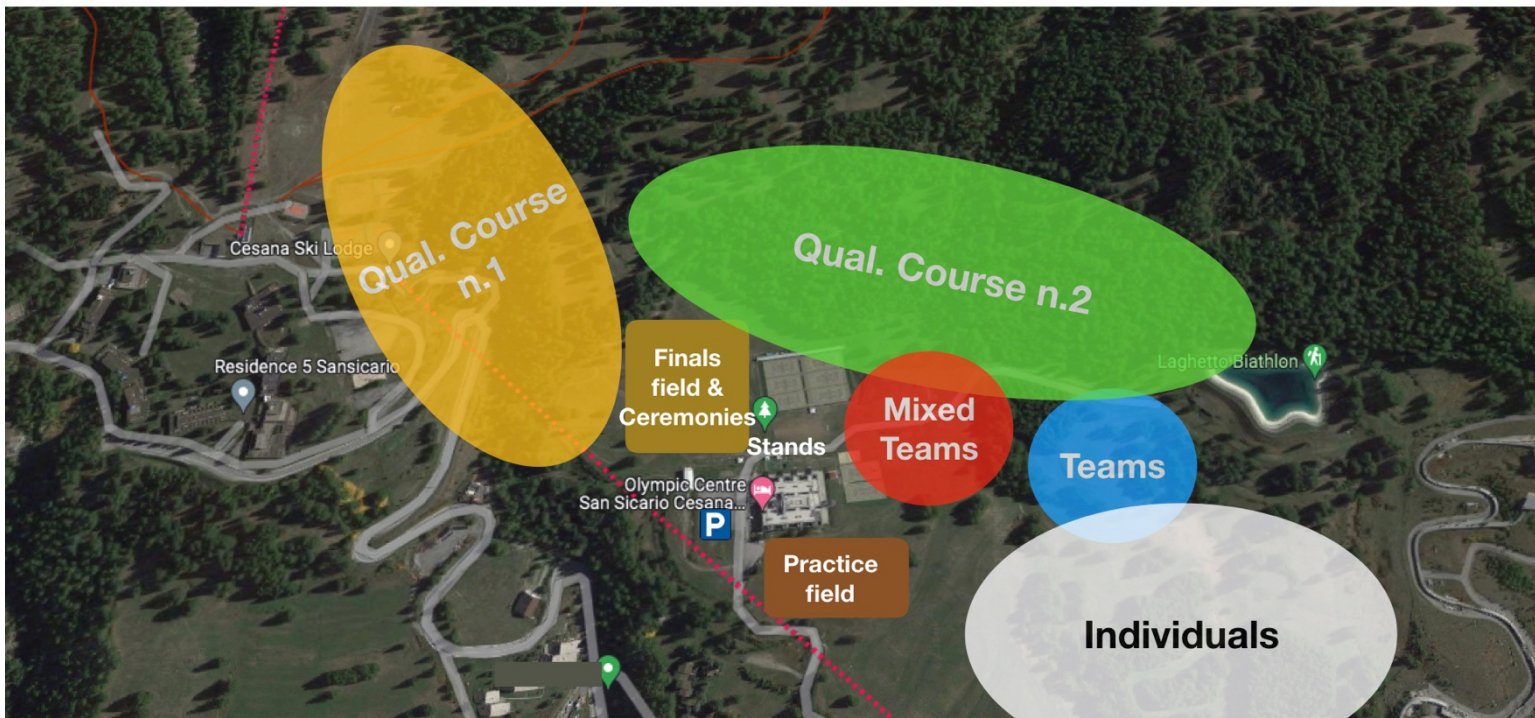 Qual. Course
n.1
Cesana Ski Lodge
Qual. Course n.2
Residence 5 Sansicario
Finals
field &
Ceremonies
Stands
Laghetto Biathlon
Mixed
Teams
Teams
Olympic Centre
San Sicario Cesana...
P
Practice
field
Individuals